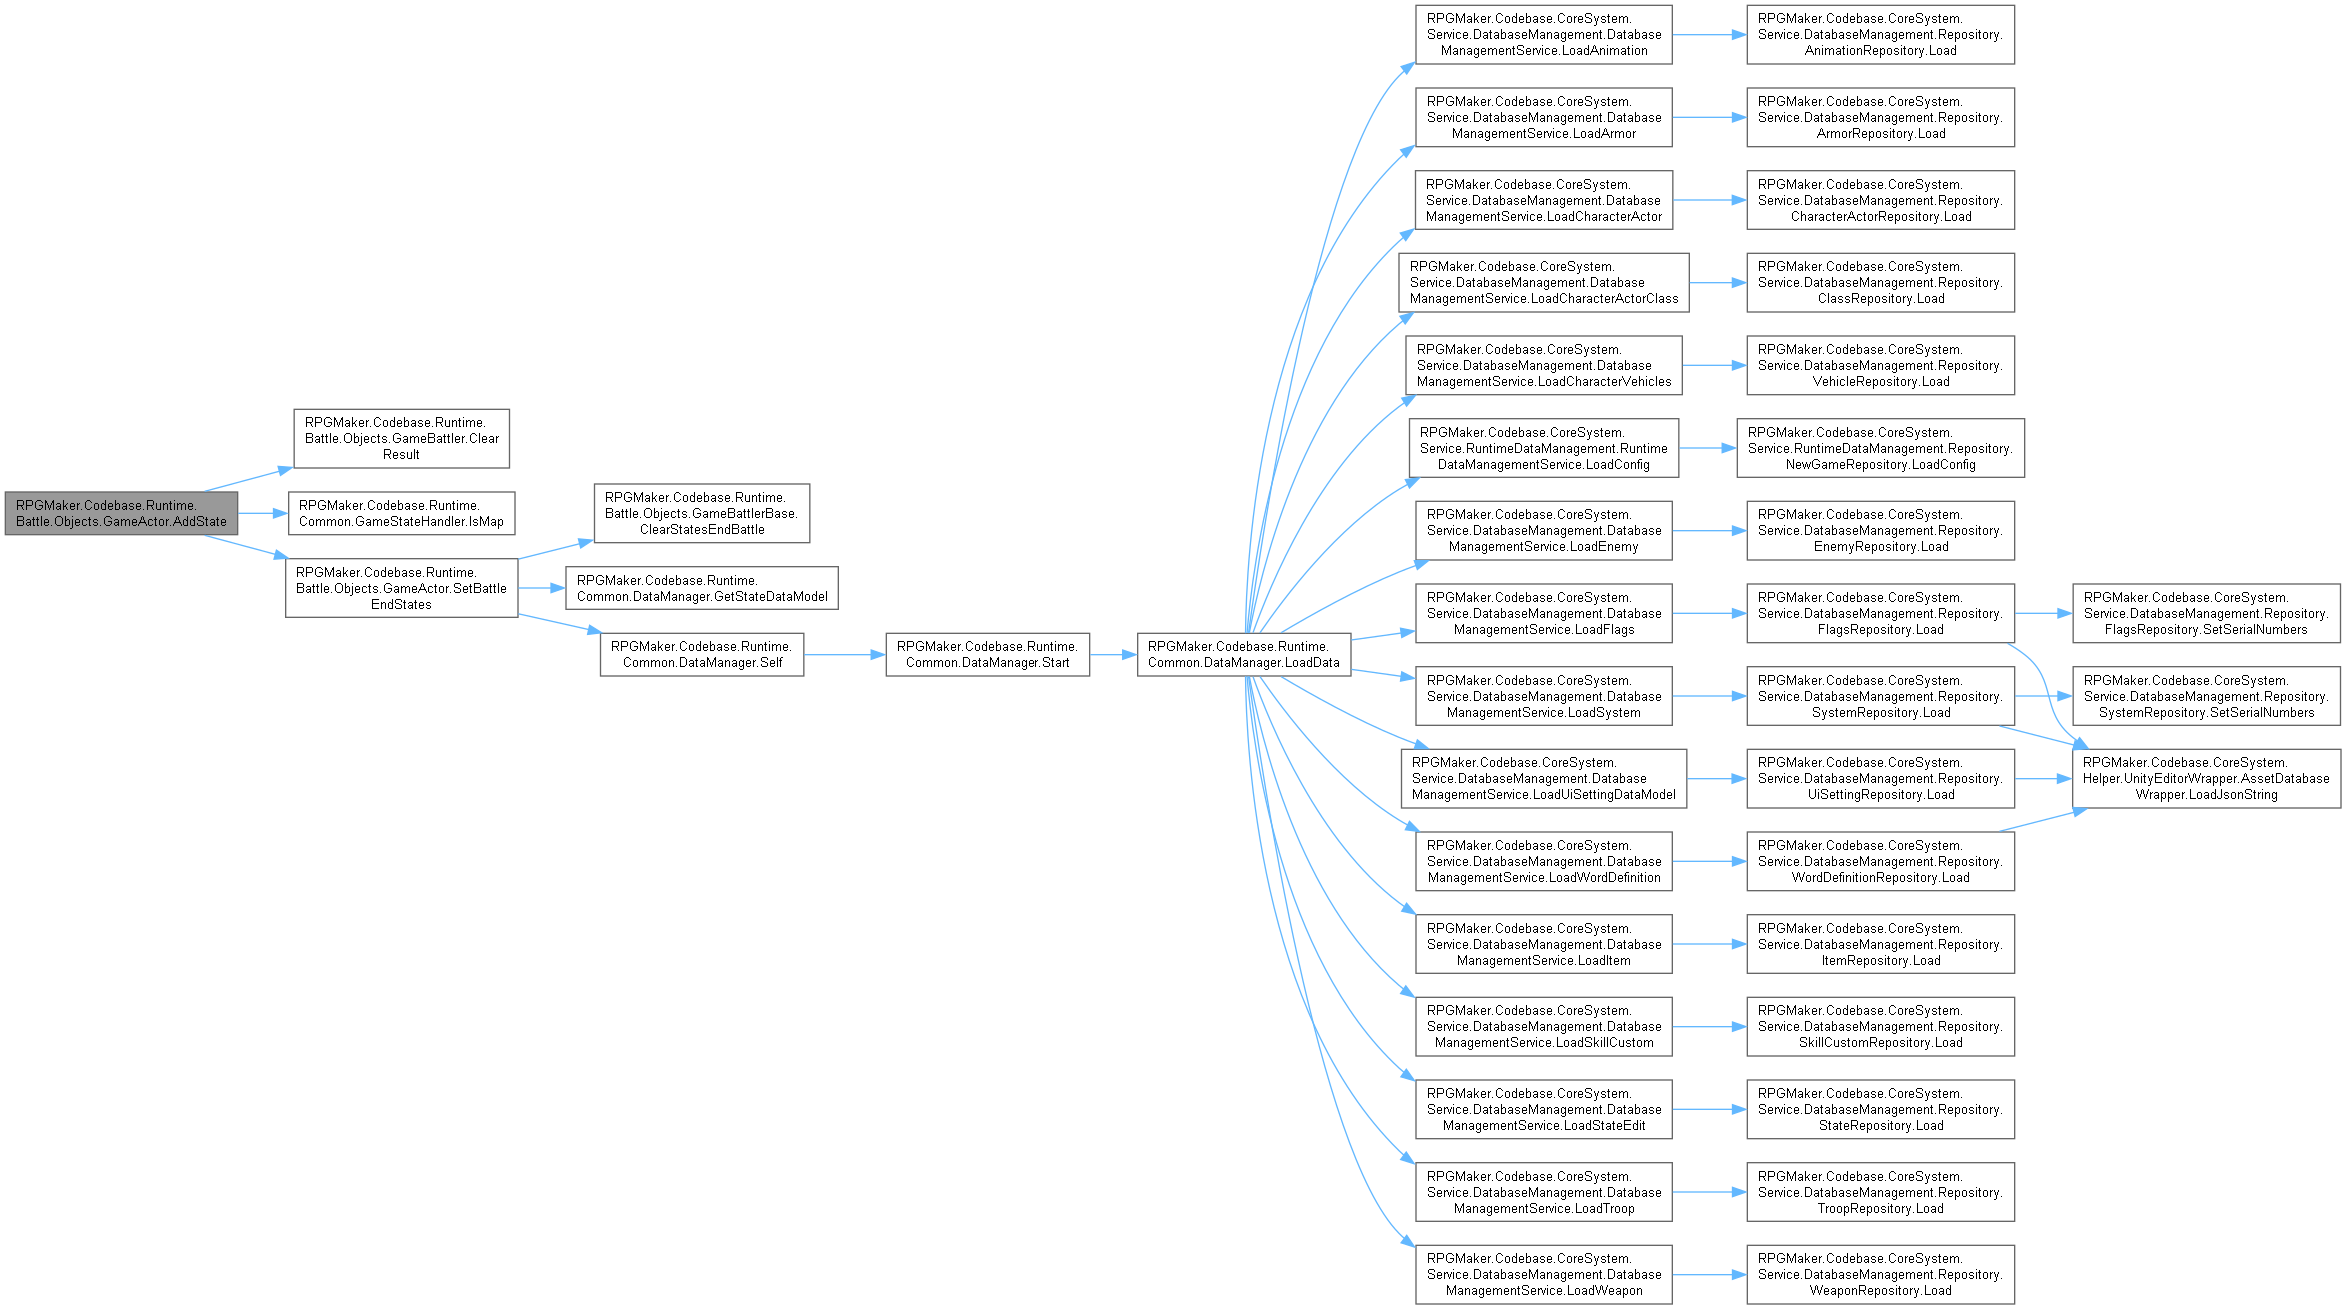 RPGMaker.Codebase.Runtime.
Battle.Objects.GameActor.AddState
RPGMaker.Codebase.Runtime.
Battle.Objects.GameBattler.Clear
Result
RPGMaker.Codebase.Runtime.
Common.GameStateHandler.IsMap
RPGMaker.Codebase.Runtime.
Battle.Objects.GameActor.SetBattle
EndStates
RPGMaker.Codebase.Runtime.
Battle.Objects.GameBattlerBase.
ClearStatesEndBattle
RPGMaker.Codebase.Runtime.
Common.DataManager.GetStateDataModel
RPGMaker.Codebase.Runtime.
Common.DataManager.Self
RPGMaker.Codebase.Runtime.
Common.DataManager.Start
RPGMaker.Codebase.Runtime.
Common.DataManager.LoadData
RPGMaker.Codebase.CoreSystem.
Service.DatabaseManagement.Database
ManagementService.LoadAnimation
RPGMaker.Codebase.CoreSystem.
Service.DatabaseManagement.Repository.
AnimationRepository.Load
RPGMaker.Codebase.CoreSystem.
Service.DatabaseManagement.Database
ManagementService.LoadArmor
RPGMaker.Codebase.CoreSystem.
Service.DatabaseManagement.Repository.
ArmorRepository.Load
RPGMaker.Codebase.CoreSystem.
Service.DatabaseManagement.Database
ManagementService.LoadCharacterActor
RPGMaker.Codebase.CoreSystem.
Service.DatabaseManagement.Repository.
CharacterActorRepository.Load
RPGMaker.Codebase.CoreSystem.
Service.DatabaseManagement.Database
ManagementService.LoadCharacterActorClass
RPGMaker.Codebase.CoreSystem.
Service.DatabaseManagement.Repository.
ClassRepository.Load
RPGMaker.Codebase.CoreSystem.
Service.DatabaseManagement.Database
ManagementService.LoadCharacterVehicles
RPGMaker.Codebase.CoreSystem.
Service.DatabaseManagement.Repository.
VehicleRepository.Load
RPGMaker.Codebase.CoreSystem.
Service.RuntimeDataManagement.Runtime
DataManagementService.LoadConfig
RPGMaker.Codebase.CoreSystem.
Service.RuntimeDataManagement.Repository.
NewGameRepository.LoadConfig
RPGMaker.Codebase.CoreSystem.
Service.DatabaseManagement.Database
ManagementService.LoadEnemy
RPGMaker.Codebase.CoreSystem.
Service.DatabaseManagement.Repository.
EnemyRepository.Load
RPGMaker.Codebase.CoreSystem.
Service.DatabaseManagement.Database
ManagementService.LoadFlags
RPGMaker.Codebase.CoreSystem.
Service.DatabaseManagement.Repository.
FlagsRepository.Load
RPGMaker.Codebase.CoreSystem.
Service.DatabaseManagement.Repository.
FlagsRepository.SetSerialNumbers
RPGMaker.Codebase.CoreSystem.
Service.DatabaseManagement.Database
ManagementService.LoadSystem
RPGMaker.Codebase.CoreSystem.
Service.DatabaseManagement.Repository.
SystemRepository.Load
RPGMaker.Codebase.CoreSystem.
Service.DatabaseManagement.Repository.
SystemRepository.SetSerialNumbers
RPGMaker.Codebase.CoreSystem.
Service.DatabaseManagement.Database
ManagementService.LoadUiSettingDataModel
RPGMaker.Codebase.CoreSystem.
Service.DatabaseManagement.Repository.
UiSettingRepository.Load
RPGMaker.Codebase.CoreSystem.
Helper.UnityEditorWrapper.AssetDatabase
Wrapper.LoadJsonString
RPGMaker.Codebase.CoreSystem.
Service.DatabaseManagement.Database
ManagementService.LoadWordDefinition
RPGMaker.Codebase.CoreSystem.
Service.DatabaseManagement.Repository.
WordDefinitionRepository.Load
RPGMaker.Codebase.CoreSystem.
Service.DatabaseManagement.Database
ManagementService.LoadItem
RPGMaker.Codebase.CoreSystem.
Service.DatabaseManagement.Repository.
ItemRepository.Load
RPGMaker.Codebase.CoreSystem.
Service.DatabaseManagement.Database
ManagementService.LoadSkillCustom
RPGMaker.Codebase.CoreSystem.
Service.DatabaseManagement.Repository.
SkillCustomRepository.Load
RPGMaker.Codebase.CoreSystem.
Service.DatabaseManagement.Database
ManagementService.LoadStateEdit
RPGMaker.Codebase.CoreSystem.
Service.DatabaseManagement.Repository.
StateRepository.Load
RPGMaker.Codebase.CoreSystem.
Service.DatabaseManagement.Database
ManagementService.LoadTroop
RPGMaker.Codebase.CoreSystem.
Service.DatabaseManagement.Repository.
TroopRepository.Load
RPGMaker.Codebase.CoreSystem.
Service.DatabaseManagement.Database
ManagementService.LoadWeapon
RPGMaker.Codebase.CoreSystem.
Service.DatabaseManagement.Repository.
WeaponRepository.Load